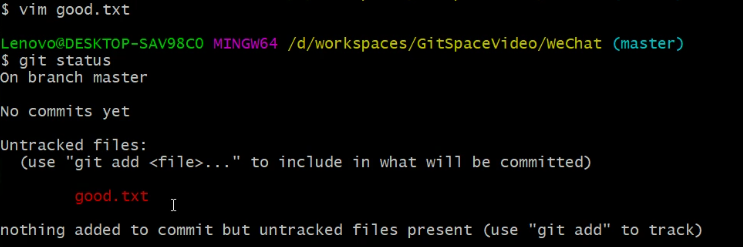 $ vim good.txt
Lenovo@DESKTOP-SAV98C0 MINGW64 /d/workspaces/GitSpaceVideo/WeChat (master)
$ git status
On branch master
No commits yet
Untracked files:
(use "git add <file>..." to include in what will be committed)
good.txt
nothing added to commit but untracked files present (use "git add" to track)